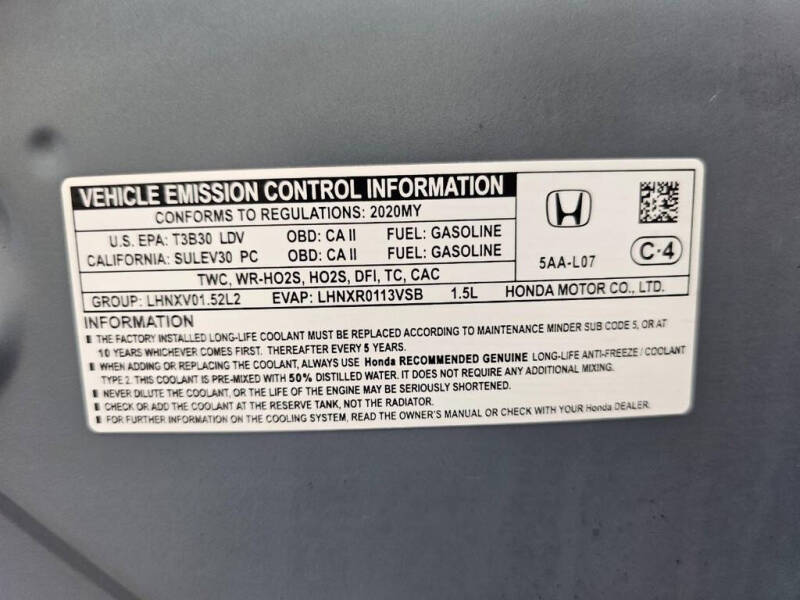 VEHICLE EMISSION CONTROL INFORMATION
CONFORMS TO REGULATIONS: 2020MY
U.S. EPA: T3B30 LDV OBD: CA II FUEL: GASOLINE
CALIFORNIA: SULEV30 PC OBD: CA II FUEL: GASOLINE
5AA-L07 C-4
TWC, WR-HO2S, HO2S, DFI, TC, CAC
GROUP: LHNXV01.52L2 EVAP: LHNXR0113VSB 1.5L HONDA MOTOR CO., LTD.
INFORMATION
THE FACTORY INSTALLED LONG-LIFE COOLANT MUST BE REPLACED ACCORDING TO MAINTENANCE MINDER SUB CODE 5, OR AT
10 YEARS WHICHEVER COMES FIRST. THEREAFTER EVERY 5 YEARS.
WHEN ADDING OR REPLACING THE COOLANT, ALWAYS USE Honda RECOMMENDED GENUINE LONG-LIFE ANTI-FREEZE / COOLANT
TYPE 2. THIS COOLANT IS PRE-MIXED WITH 50% DISTILLED WATER. IT DOES NOT REQUIRE ANY ADDITIONAL MIXING.
NEVER DILUTE THE COOLANT, OR THE LIFE OF THE ENGINE MAY BE SERIOUSLY SHORTENED.
CHECK OR ADD THE COOLANT AT THE RESERVE TANK, NOT THE RADIATOR.
FOR FURTHER INFORMATION ON THE COOLING SYSTEM, READ THE OWNER'S MANUAL OR CHECK WITH YOUR Honda DEALER.